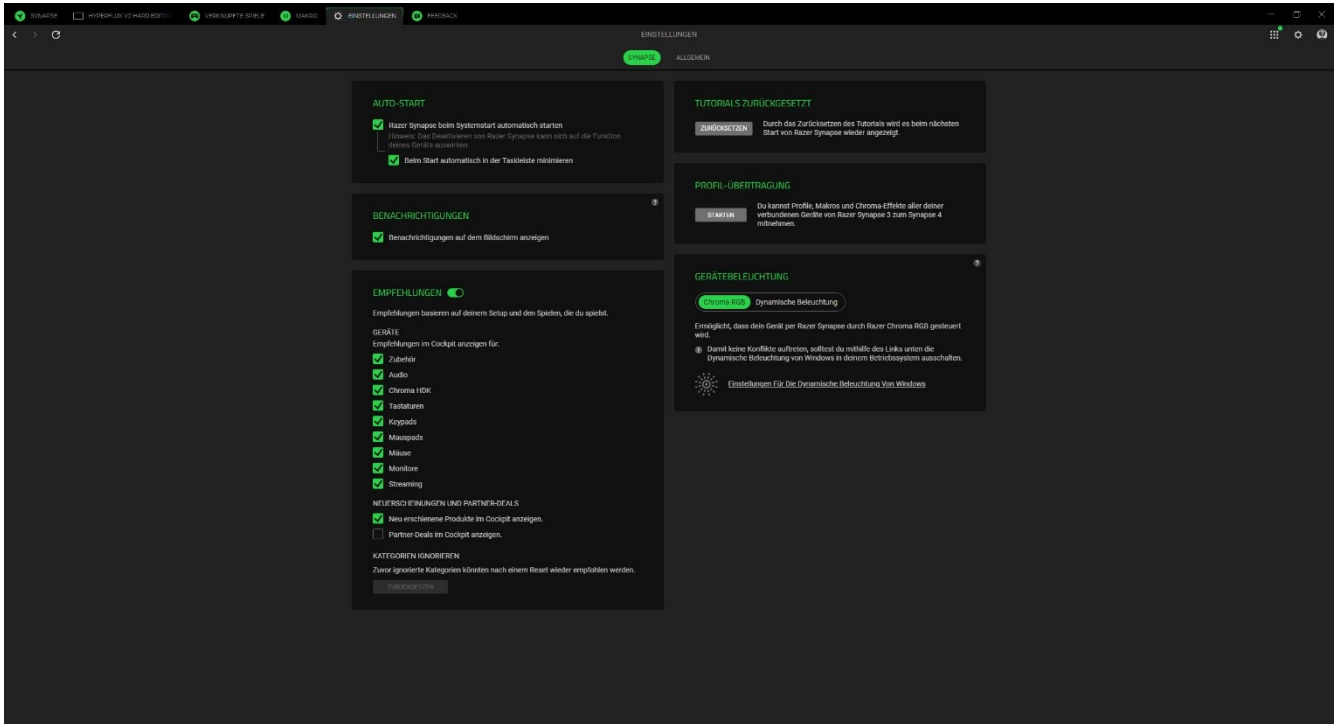 SYNAPSE
HYPERFLUX V2 HARD EDITIO
VERKNÜPFTE SPIELE
MAKRO
EINSTELLUNGEN
FEEDBACK
EINSTELLUNGEN
SYNAPSE
ALLGEMEIN
AUTO-START
Razer Synapse beim Systemstart automatisch starten
Hinweis: Das Deaktivieren von Razer Synapse kann sich auf die Funktion
deines Geräts auswirken.
Beim Start automatisch in der Taskleiste minimieren
BENACHRICHTIGUNGEN
Benachrichtigungen auf dem Bildschirm anzeigen
EMPFEHLUNGEN
Empfehlungen basieren auf deinem Setup und den Spielen, die du spielst.
GERÄTE
Empfehlungen im Cockpit anzeigen für:
Zubehör
Audio
Chroma HDK
Tastaturen
Keypads
Mauspads
Mäuse
Monitore
Streaming
NEUERSCHEINUNGEN UND PARTNER-DEALS
Neu erschienene Produkte im Cockpit anzeigen.
Partner-Deals im Cockpit anzeigen.
KATEGORIEN IGNORIEREN
Zuvor ignorierte Kategorien könnten nach einem Reset wieder empfohlen werden.
ZURÜCKSETZEN
TUTORIALS ZURÜCKGESETZT
ZURÜCKSETZEN
Durch das Zurücksetzen des Tutorials wird es beim nächsten
Start von Razer Synapse wieder angezeigt.
PROFIL-ÜBERTRAGUNG
STARTEN
Du kannst Profile, Makros und Chroma-Effekte aller deiner
verbundenen Geräte von Razer Synapse 3 zum Synapse 4
mitnehmen.
GERÄTEBELEUCHTUNG
Chroma RGB
Dynamische Beleuchtung
Ermöglicht, dass dein Gerät per Razer Synapse durch Razer Chroma RGB gesteuert
wird.
Damit keine Konflikte auftreten, solltest du mithilfe des Links unten die
Dynamische Beleuchtung von Windows in deinem Betriebssystem ausschalten.
Einstellungen Für Die Dynamische Beleuchtung Von Windows